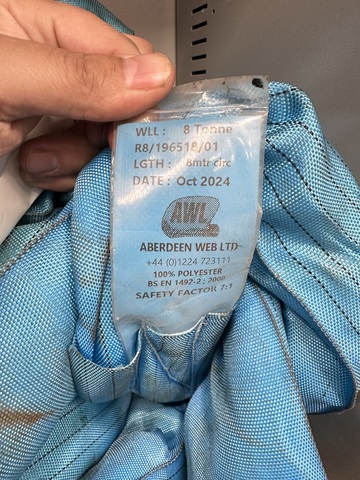 WLL : 8 Tonne
R8/196518/01
LGTH : 8mtr circ
DATE : Oct 2024
AWL
ABERDEEN WEB LTD
+44 (0)1224 723111
100% POLYESTER
BS EN 1492-2 : 2000
SAFETY FACTOR 7:1